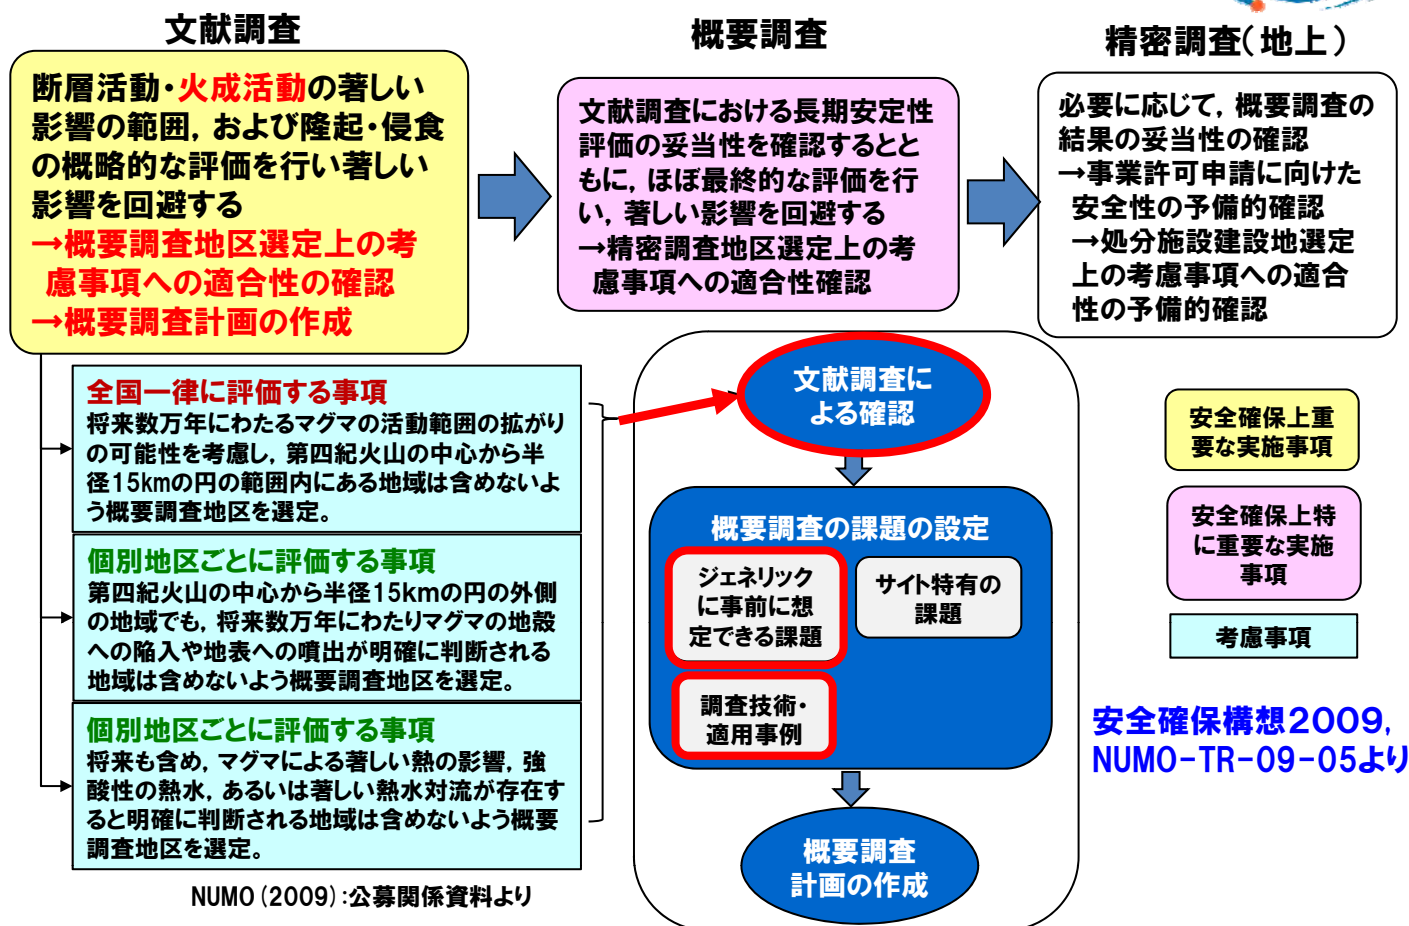 文献調査
断層活動・火成活動の著しい
影響の範囲，および隆起・侵食
の概略的な評価を行い著しい
影響を回避する
→概要調査地区選定上の考
慮事項への適合性の確認
→概要調査計画の作成
概要調査
文献調査における長期安定性
評価の妥当性を確認するとと
もに，ほぼ最終的な評価を行
い，著しい影響を回避する
→精密調査地区選定上の考
慮事項への適合性確認
精密調査（地上）
必要に応じて，概要調査の
結果の妥当性の確認
→事業許可申請に向けた
安全性の予備的確認
→処分施設建設地選定
上の考慮事項への適合
性の予備的確認
全国一律に評価する事項
将来数万年にわたるマグマの活動範囲の拡がり
の可能性を考慮し，第四紀火山の中心から半
径15kmの円の範囲内にある地域は含めないよ
う概要調査地区を選定。
個別地区ごとに評価する事項
第四紀火山の中心から半径15kmの円の外側
の地域でも，将来数万年にわたりマグマの地殻
への陥入や地表への噴出が明確に判断される
地域は含めないよう概要調査地区を選定。
個別地区ごとに評価する事項
将来も含め，マグマによる著しい熱の影響，強
酸性の熱水，あるいは著しい熱水対流が存在す
ると明確に判断される地域は含めないよう概要
調査地区を選定。
NUMO（2009）：公募関係資料より
文献調査に
よる確認
概要調査の課題の設定
ジェネリック
に事前に想
定できる課題
サイト特有の
課題
調査技術・
適用事例
概要調査
計画の作成
安全確保上重
要な実施事項
安全確保上特
に重要な実施
事項
考慮事項
安全確保構想2009，
NUMO-TR-09-05より